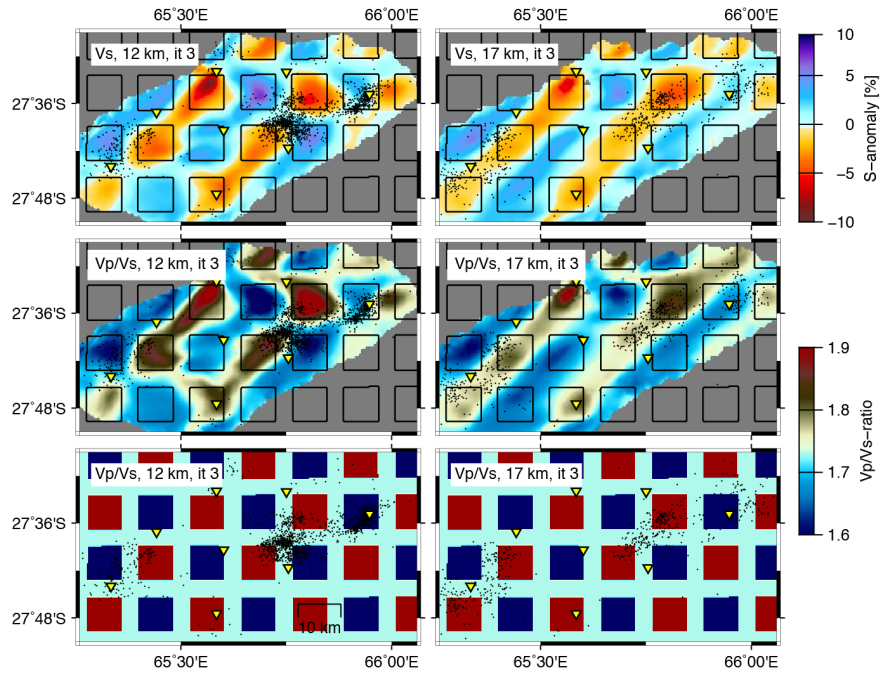 65˚30'E 66˚00'E 65˚30'E 66˚00'E
Vs, 12 km, it 3
Vs, 17 km, it 3
27˚36'S
27˚48'S
10
5
0
−5
−10
S−anomaly [%]
Vp/Vs, 12 km, it 3
Vp/Vs, 17 km, it 3
27˚36'S
27˚48'S
1.9
1.8
1.7
1.6
Vp/Vs−ratio
Vp/Vs, 12 km, it 3
Vp/Vs, 17 km, it 3
27˚36'S
27˚48'S
10 km
65˚30'E 66˚00'E 65˚30'E 66˚00'E